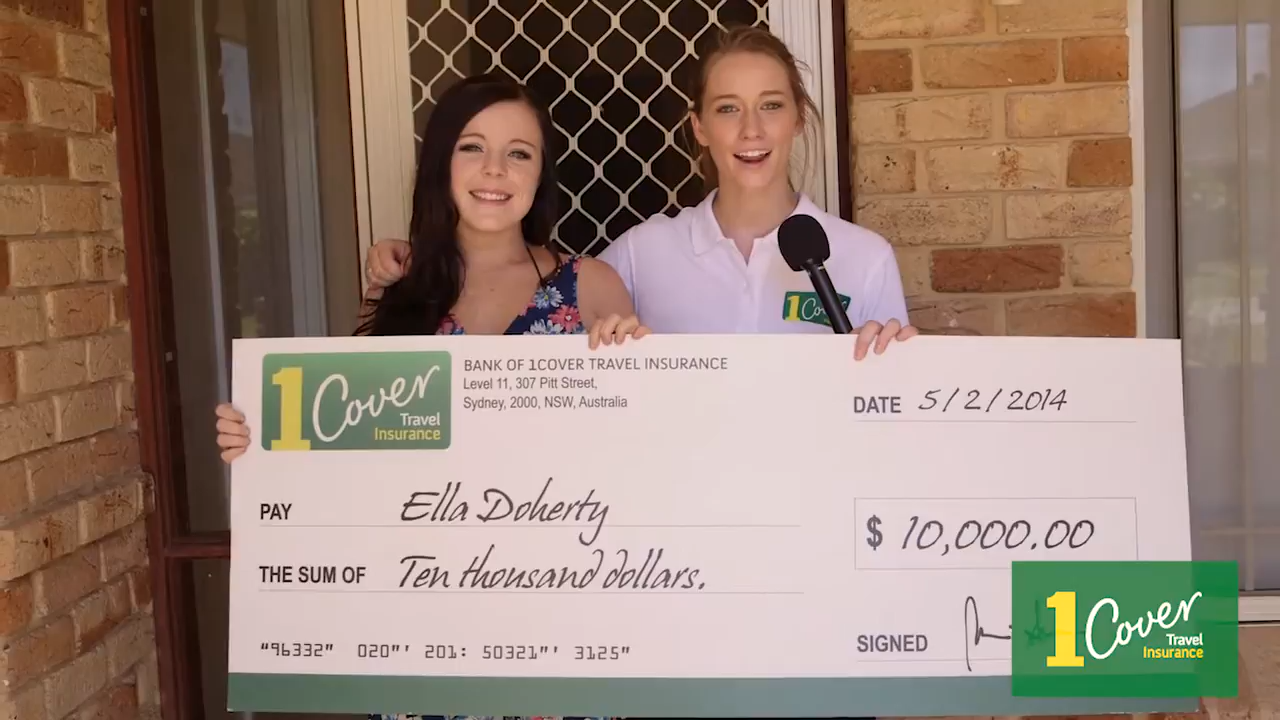 1Cover
1Cover
Travel
Insurance
BANK OF 1COVER TRAVEL INSURANCE
Level 11, 307 Pitt Street,
Sydney, 2000, NSW, Australia
DATE 5/2/2014
PAY Ella Doherty
$ 10,000.00
THE SUM OF Ten thousand dollars.
SIGNED
"96332" 020"' 201: 50321"' 3125"
1Cover
Travel
Insurance